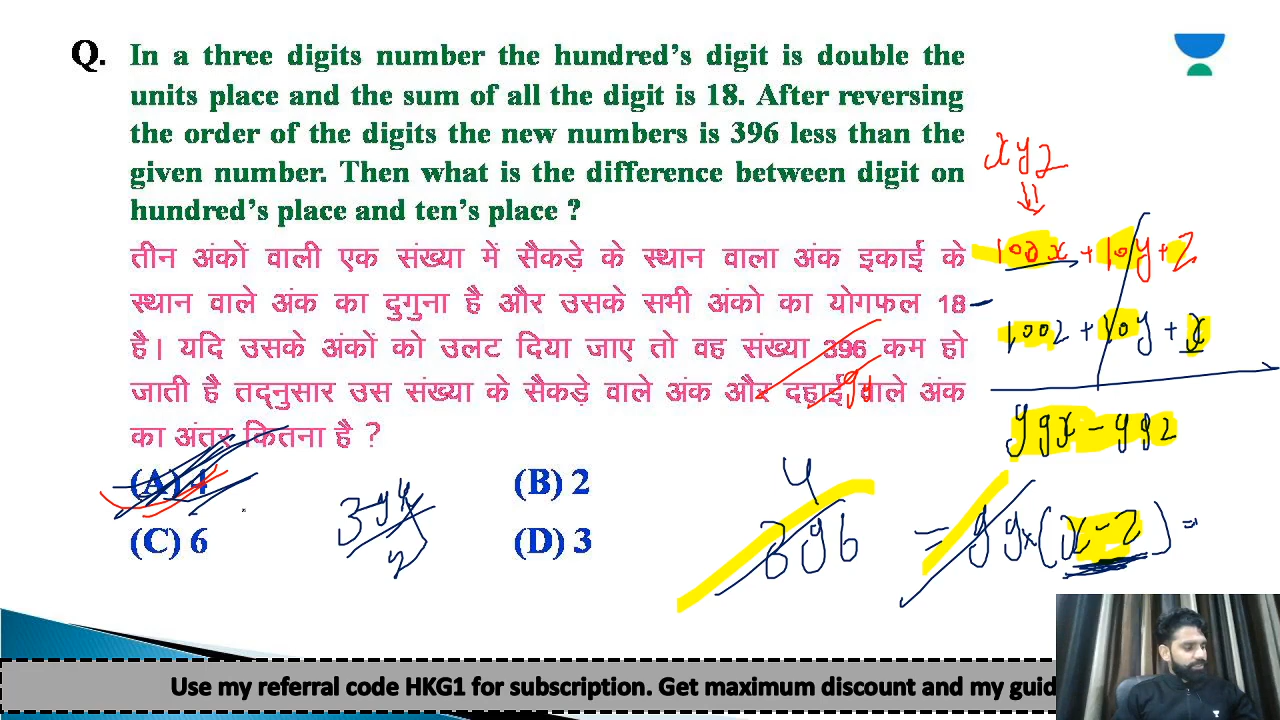 Q. In a three digits number the hundred's digit is double the
units place and the sum of all the digit is 18. After reversing
the order of the digits the new numbers is 396 less than the
given number. Then what is the difference between digit on
hundred's place and ten's place ?
तीन अंकों वाली एक संख्या में सैकड़े के स्थान वाला अंक इकाई के
स्थान वाले अंक का दुगुना है और उसके सभी अंको का योगफल 18
है। यदि उसके अंकों को उलट दिया जाए तो वह संख्या 396 कम हो
जाती है तद्नुसार उस संख्या के सैकड़े वाले अंक और दहाई वाले अंक
का अंतर कितना है ?
(A) 4
(B) 2
(C) 6
(D) 3
xyz
100x + 10y + z
100z + 10y + x
99x - 99z
4
396 = 99x(x-z) =
Use my referral code HKG1 for subscription. Get maximum discount and my guid